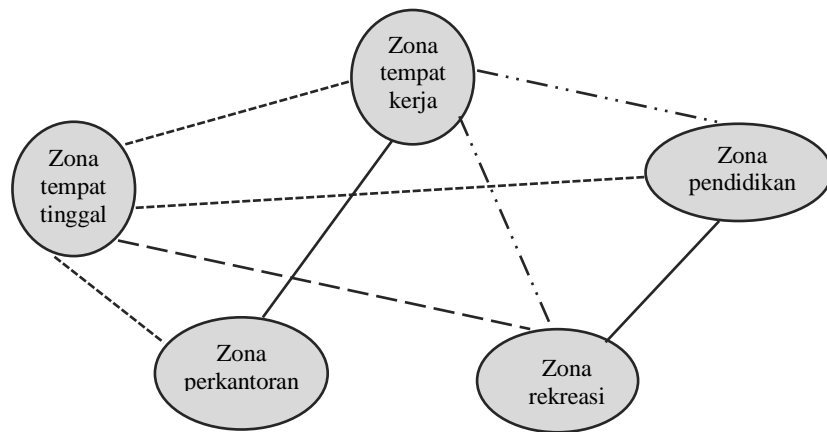 Zona
tempat
kerja
Zona
tempat
tinggal
Zona
pendidikan
Zona
perkantoran
Zona
rekreasi